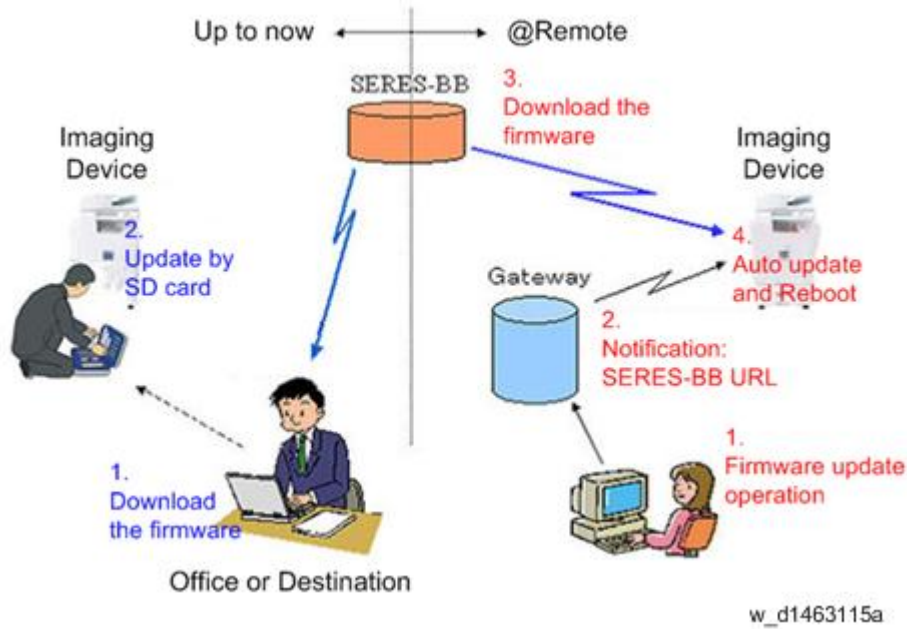 Up to now
@Remote
SERES-BB
3.
Download the
firmware
Imaging
Device
2.
Update by
SD card
1.
Download
the firmware
Office or Destination
Imaging
Device
4.
Auto update
and Reboot
Gateway
2.
Notification:
SERES-BB URL
1.
Firmware update
operation
w_d1463115a